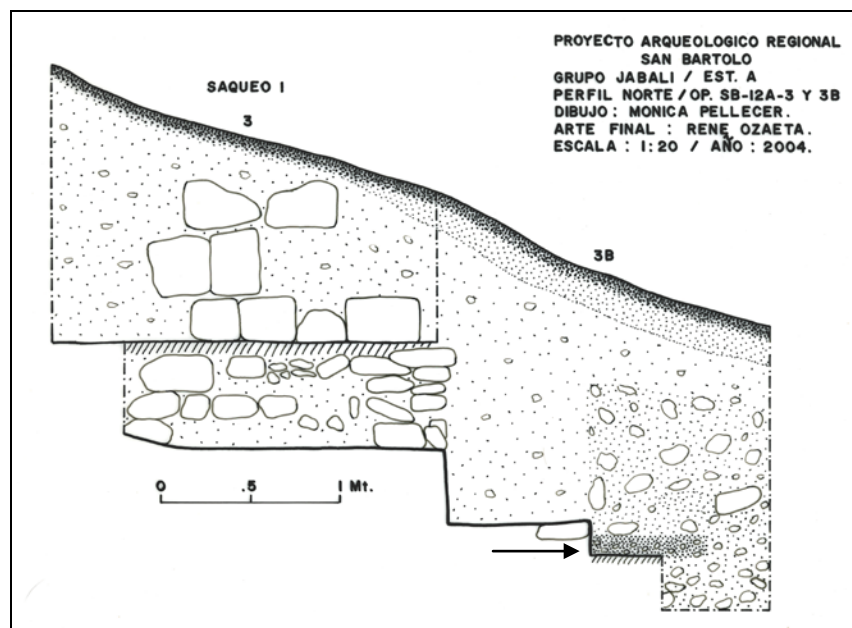 PROYECTO ARQUEOLOGICO REGIONAL
SAN BARTOLO
GRUPO JABALI / EST. A
PERFIL NORTE / OP. SB-12A-3 Y 3B
DIBUJO : MONICA PELLECER.
ARTE FINAL : RENE OZAETA.
ESCALA : 1:20 / AÑO : 2004.
SAQUEO I
3
3B
0 .5 1 Mt.